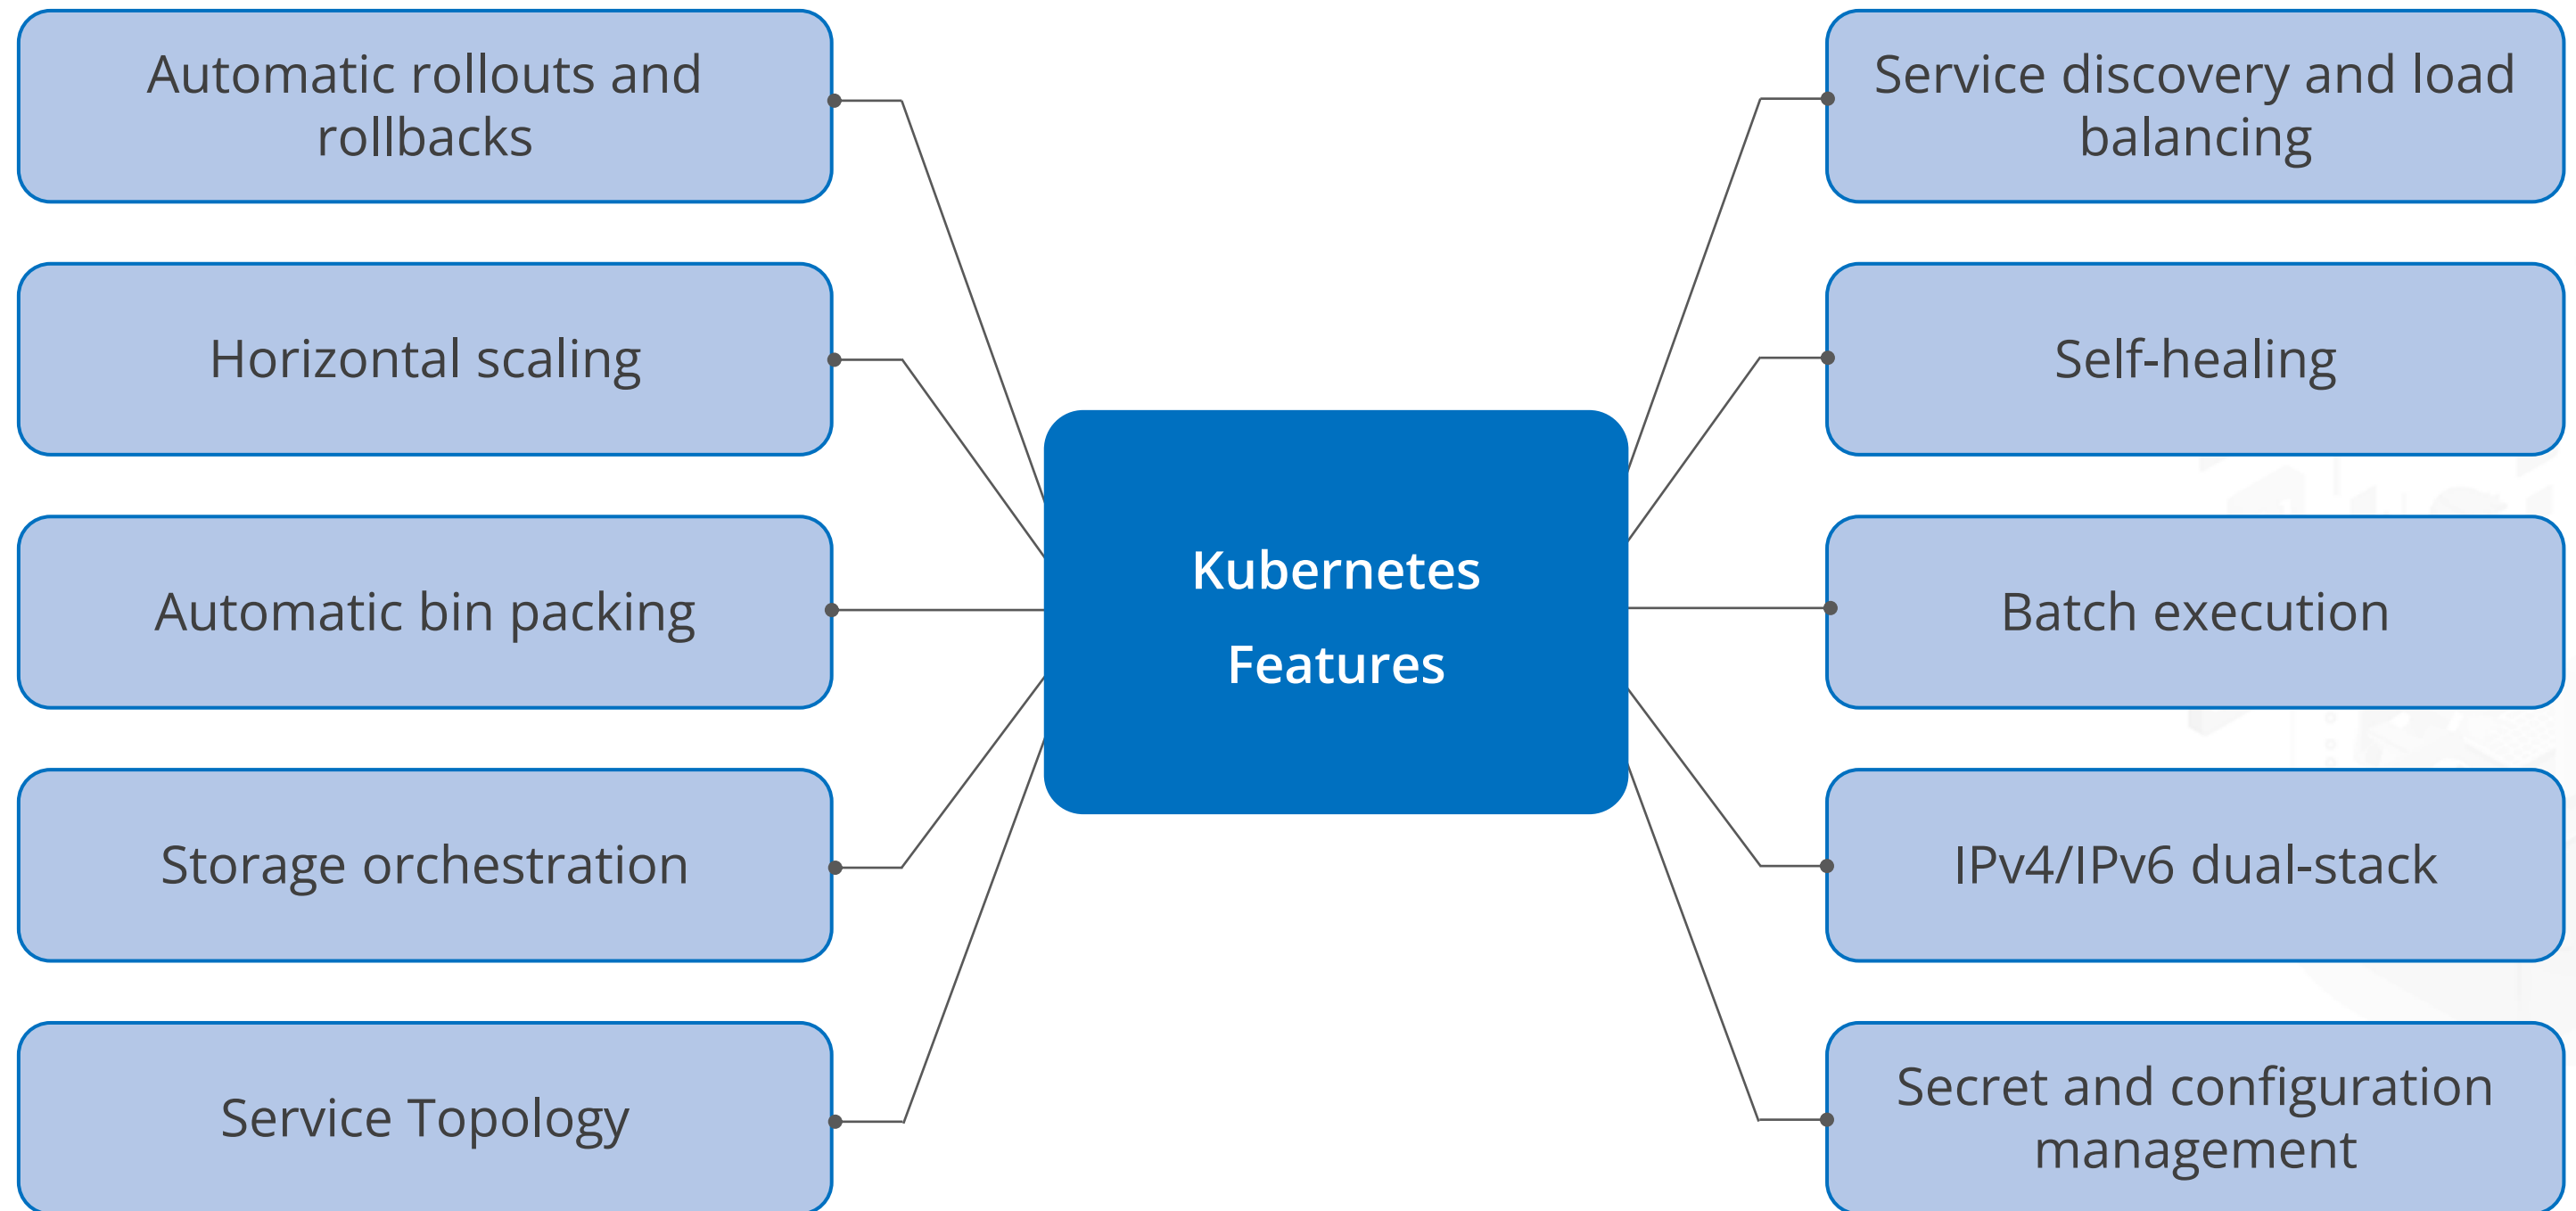 Automatic rollouts and
rollbacks
Horizontal scaling
Automatic bin packing
Storage orchestration
Service Topology
Kubernetes
Features
Service discovery and load
balancing
Self-healing
Batch execution
IPv4/IPv6 dual-stack
Secret and configuration
management